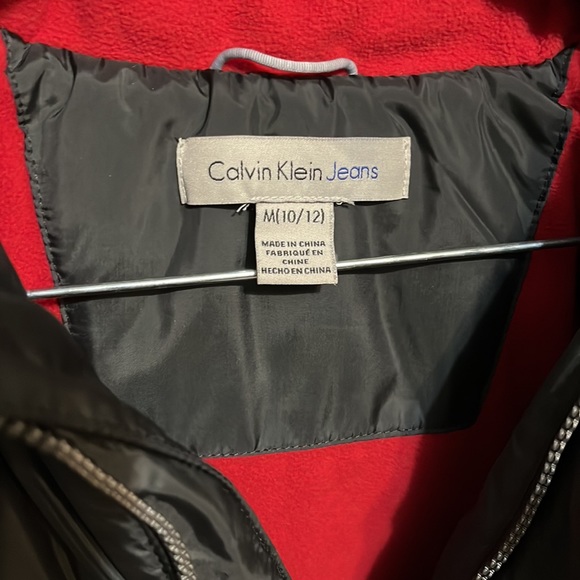 Calvin Klein Jeans
M(10/12)
MADE IN CHINA
FABRIQUÉ EN
CHINE
HECHO EN CHINA